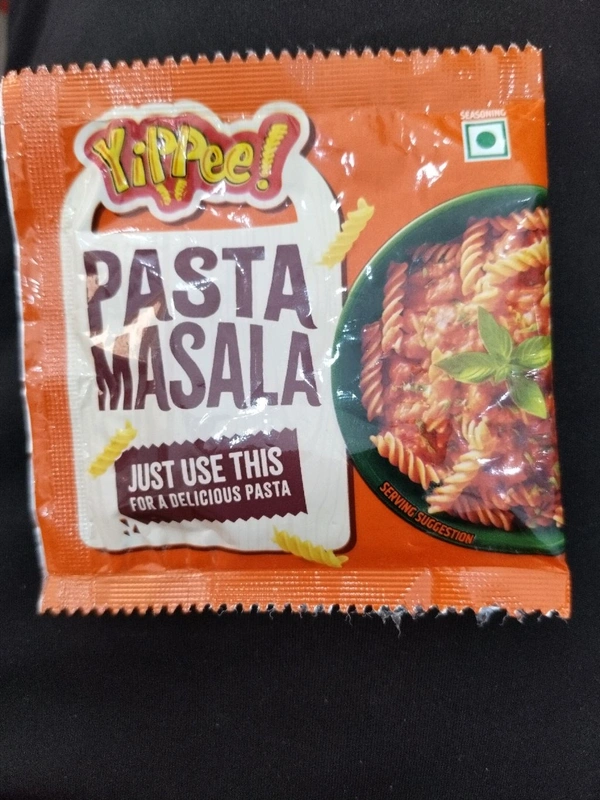 SEASONING
YiPPee!
PASTA
MASALA
JUST USE THIS
FOR A DELICIOUS PASTA
SERVING SUGGESTION